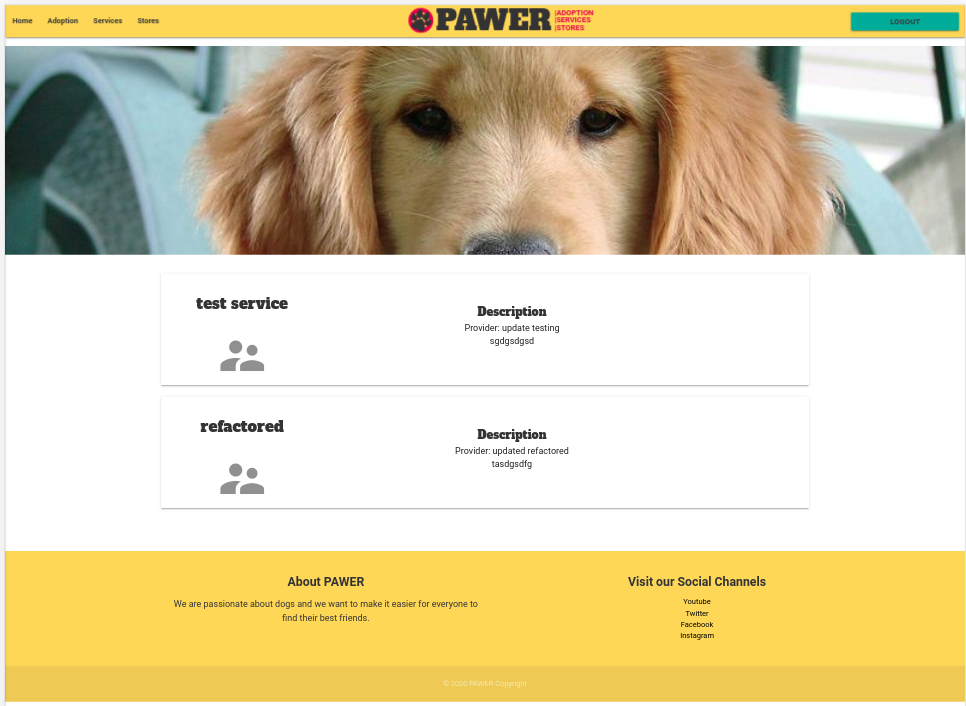 Home Adoption Services Stores
PAWER
|ADOPTION
|SERVICES
|STORES
LOGOUT
test service
Description
Provider: update testing
sgdgsdgsd
refactored
Description
Provider: updated refactored
tasdgsdfg
About PAWER
We are passionate about dogs and we want to make it easier for everyone to
find their best friends.
Visit our Social Channels
Youtube
Twitter
Facebook
Instagram
© 2020 PAWER Copyright